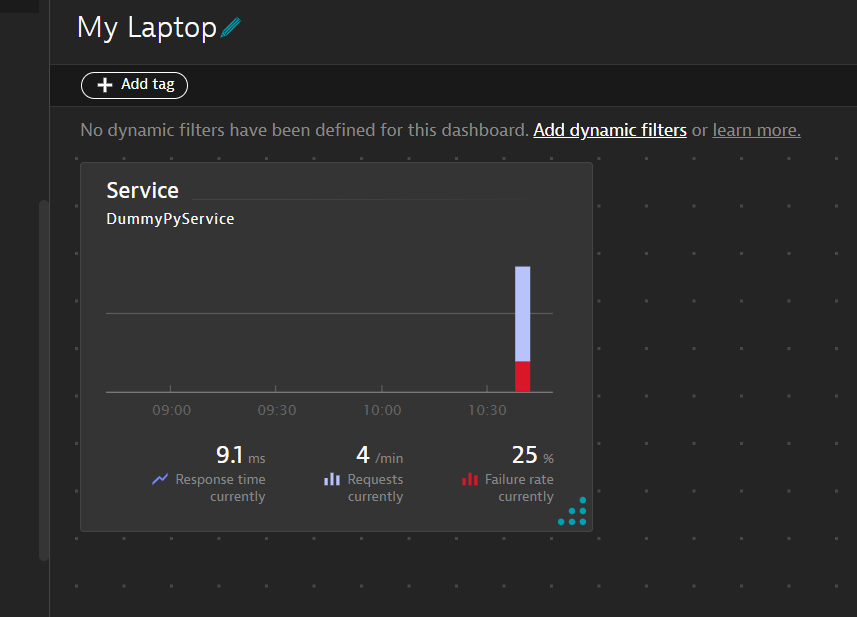 My Laptop
Add tag
No dynamic filters have been defined for this dashboard. Add dynamic filters or learn more.
Service
DummyPyService
09:00 09:30 10:00 10:30
9.1 ms 4 /min 25 %
Response time Requests Failure rate
currently currently currently